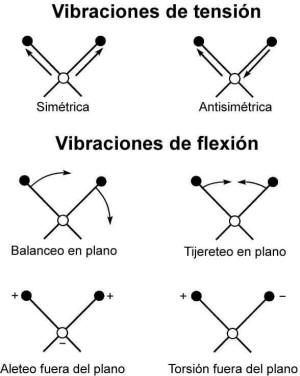 Vibraciones de tensión
Simétrica Antisimétrica
Vibraciones de flexión
Balanceo en plano Tijereteo en plano
+ + + −
−
Aleteo fuera del plano Torsión fuera del plano